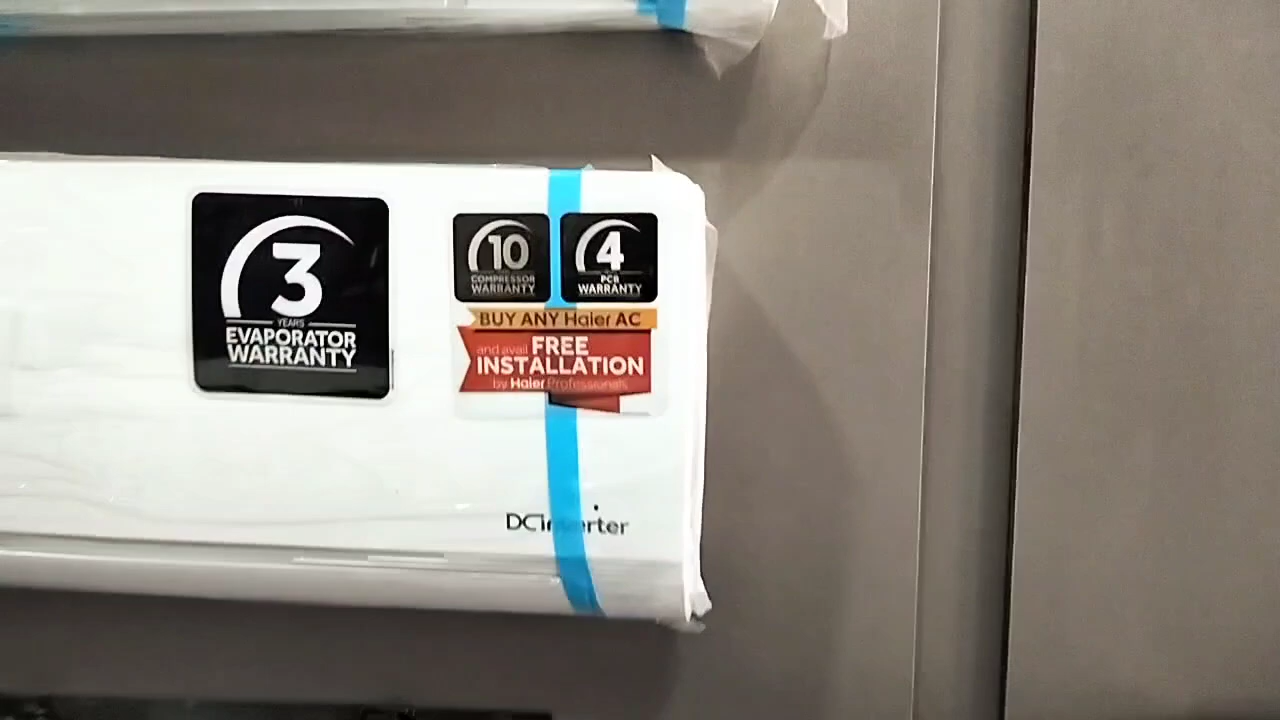 3
YEARS
EVAPORATOR
WARRANTY
10
COMPRESSOR
WARRANTY
4
PCB
WARRANTY
BUY ANY Haier AC
and avail FREE
INSTALLATION
by Haier Professionals
DCinverter